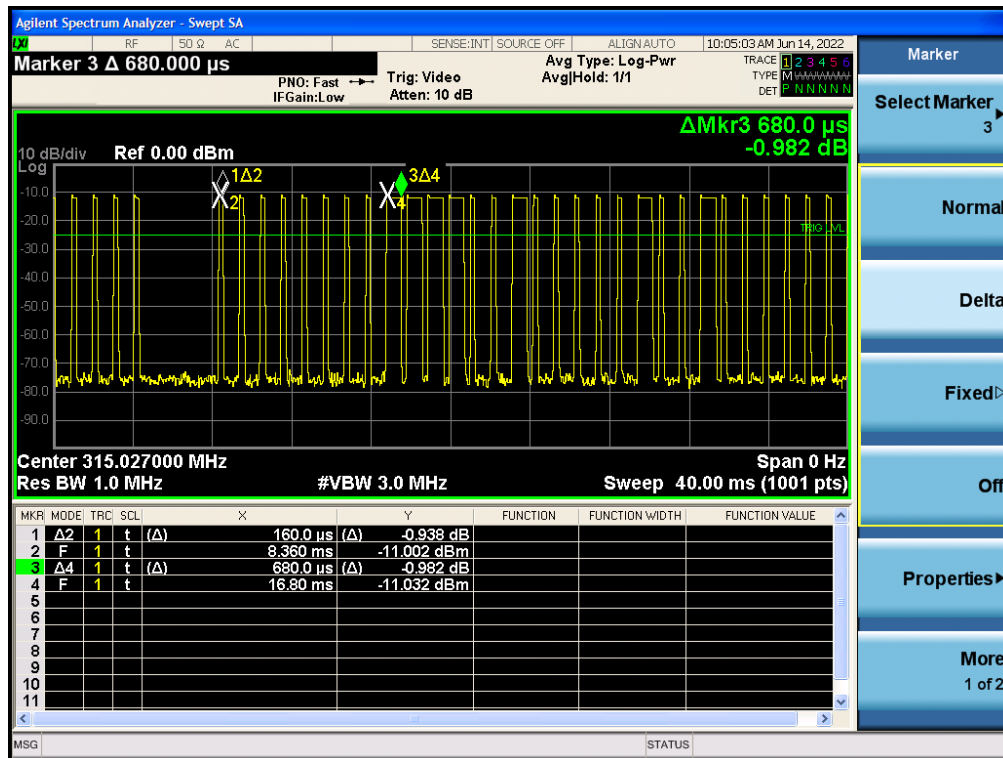 Agilent Spectrum Analyzer - Swept SA
LXI RF 50 Ω AC SENSE:INT SOURCE OFF ALIGN AUTO 10:05:03 AM Jun 14, 2022
Marker 3 Δ 680.000 µs
PNO: Fast
IFGain:Low
Trig: Video
Atten: 10 dB
Avg Type: Log-Pwr
Avg|Hold: 1/1
TRACE 1 2 3 4 5 6
TYPE M
DET P N N N N N
ΔMkr3 680.0 µs
-0.982 dB
10 dB/div Ref 0.00 dBm
Log
1Δ2
3Δ4
2
4
-10.0
-20.0
TRIG LVL
-30.0
-40.0
-50.0
-60.0
-70.0
-80.0
-90.0
Center 315.027000 MHz Span 0 Hz
Res BW 1.0 MHz #VBW 3.0 MHz Sweep 40.00 ms (1001 pts)
MKR MODE TRC SCL X Y FUNCTION FUNCTION WIDTH FUNCTION VALUE
1 Δ2 1 t (Δ) 160.0 µs (Δ) -0.938 dB
2 F 1 t 8.360 ms -11.002 dBm
3 Δ4 1 t (Δ) 680.0 µs (Δ) -0.982 dB
4 F 1 t 16.80 ms -11.032 dBm
5
6
7
8
9
10
11
MSG STATUS
Marker
Select Marker
3
Normal
Delta
Fixed
Off
Properties
More
1 of 2